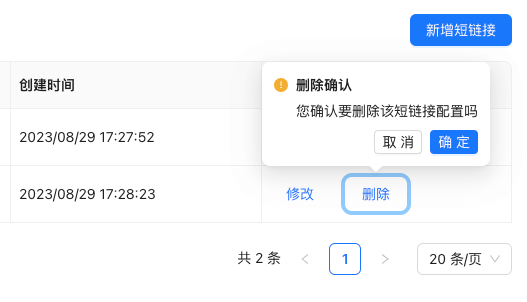 新增短链接
创建时间
删除确认
您确认要删除该短链接配置吗
取 消
确 定
2023/08/29 17:27:52
2023/08/29 17:28:23
修改
删除
共 2 条
1
20 条/页